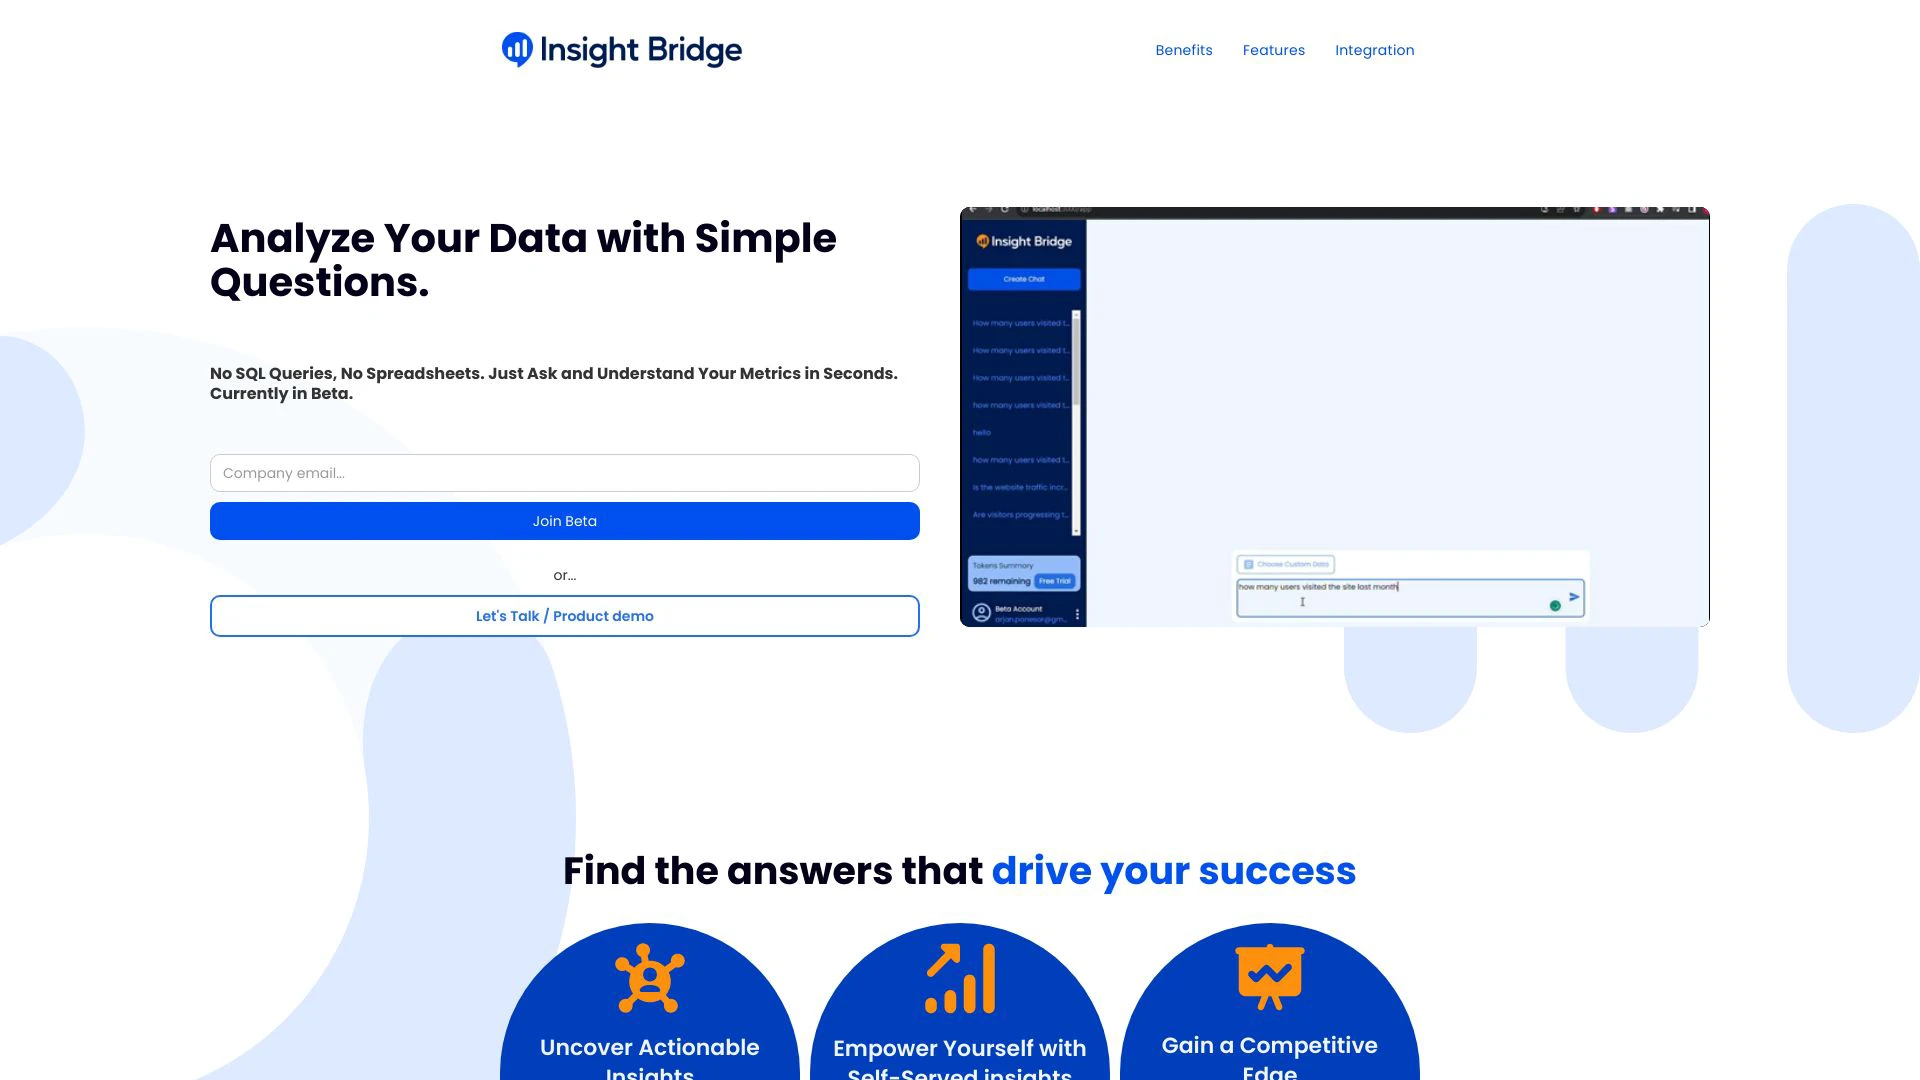 Insight Bridge
Benefits
Features
Integration
Analyze Your Data with Simple
Questions.
No SQL Queries, No Spreadsheets. Just Ask and Understand Your Metrics in Seconds.
Currently in Beta.
Company email...
Join Beta
or...
Let's Talk / Product demo
Insight Bridge
Create Chat
How many users visited t...
How many users visited t...
How many users visited t...
how many users visited t...
hello
how many users visited t...
Is the website traffic incr...
Are visitors progressing t...
Tokens Summary
982 remaining
Free Trial
Beta Account
arjan.panesar@gm...
Choose Custom Data
how many users visited the site last month
Find the answers that drive your success
Uncover Actionable
Insights
Empower Yourself with
Self-Served insights
Gain a Competitive
Edge